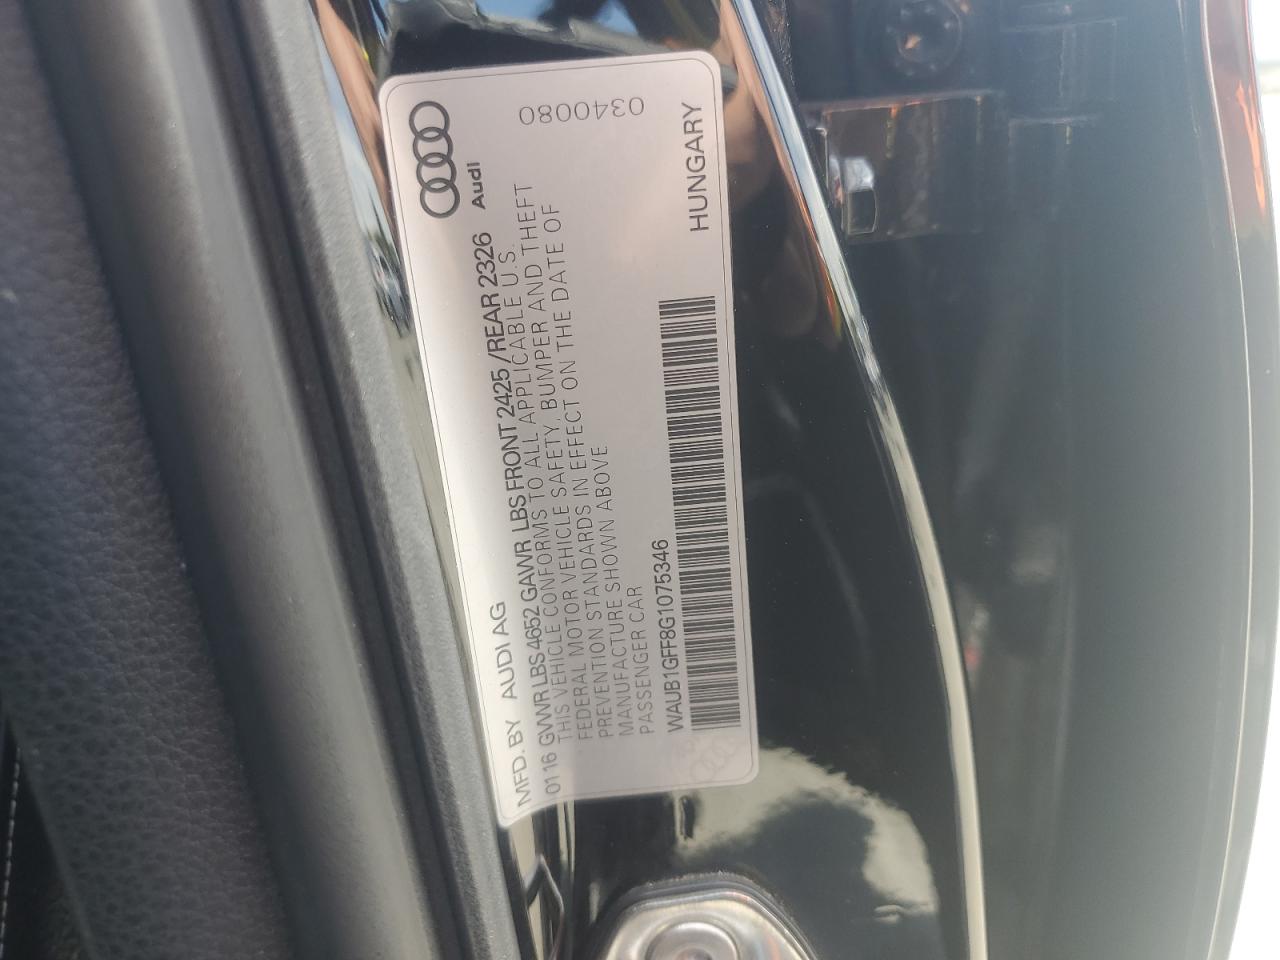 MFD. BY AUDI AG
Audi
01 16 GVWR LBS 4652 GAWR LBS FRONT 2425 /REAR 2326
THIS VEHICLE CONFORMS TO ALL APPLICABLE U.S.
FEDERAL MOTOR VEHICLE SAFETY, BUMPER AND THEFT
PREVENTION STANDARDS IN EFFECT ON THE DATE OF
MANUFACTURE SHOWN ABOVE
PASSENGER CAR
WAUB1GFF8G1075346
0340080
0340080
HUNGARY